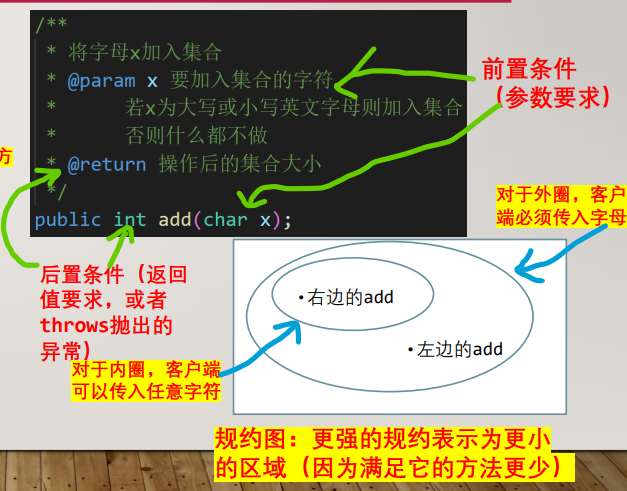 /**
* 将字母x加入集合
* @param x 要加入集合的字符
* 若x为大写或小写英文字母则加入集合
* 否则什么都不做
* @return 操作后的集合大小
*/
public int add(char x);
前置条件
（参数要求）
方
后置条件（返回
值要求，或者
throws抛出的
异常）
对于外圈，客户
端必须传入字母
•右边的add
•左边的add
对于内圈，客户端
可以传入任意字符
规约图：更强的规约表示为更小
的区域（因为满足它的方法更少）